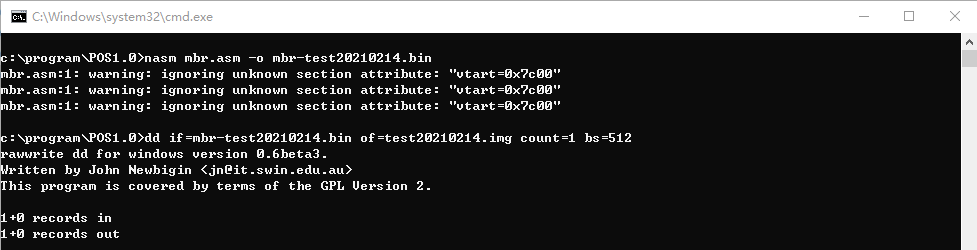 C:\Windows\system32\cmd.exe
c:\program\POS1.0>nasm mbr.asm -o mbr-test20210214.bin
mbr.asm:1: warning: ignoring unknown section attribute: "vtart=0x7c00"
mbr.asm:1: warning: ignoring unknown section attribute: "vtart=0x7c00"
mbr.asm:1: warning: ignoring unknown section attribute: "vtart=0x7c00"
c:\program\POS1.0>dd if=mbr-test20210214.bin of=test20210214.img count=1 bs=512
rawwrite dd for windows version 0.6beta3.
Written by John Newbigin <jn@it.swin.edu.au>
This program is covered by terms of the GPL Version 2.
1+0 records in
1+0 records out